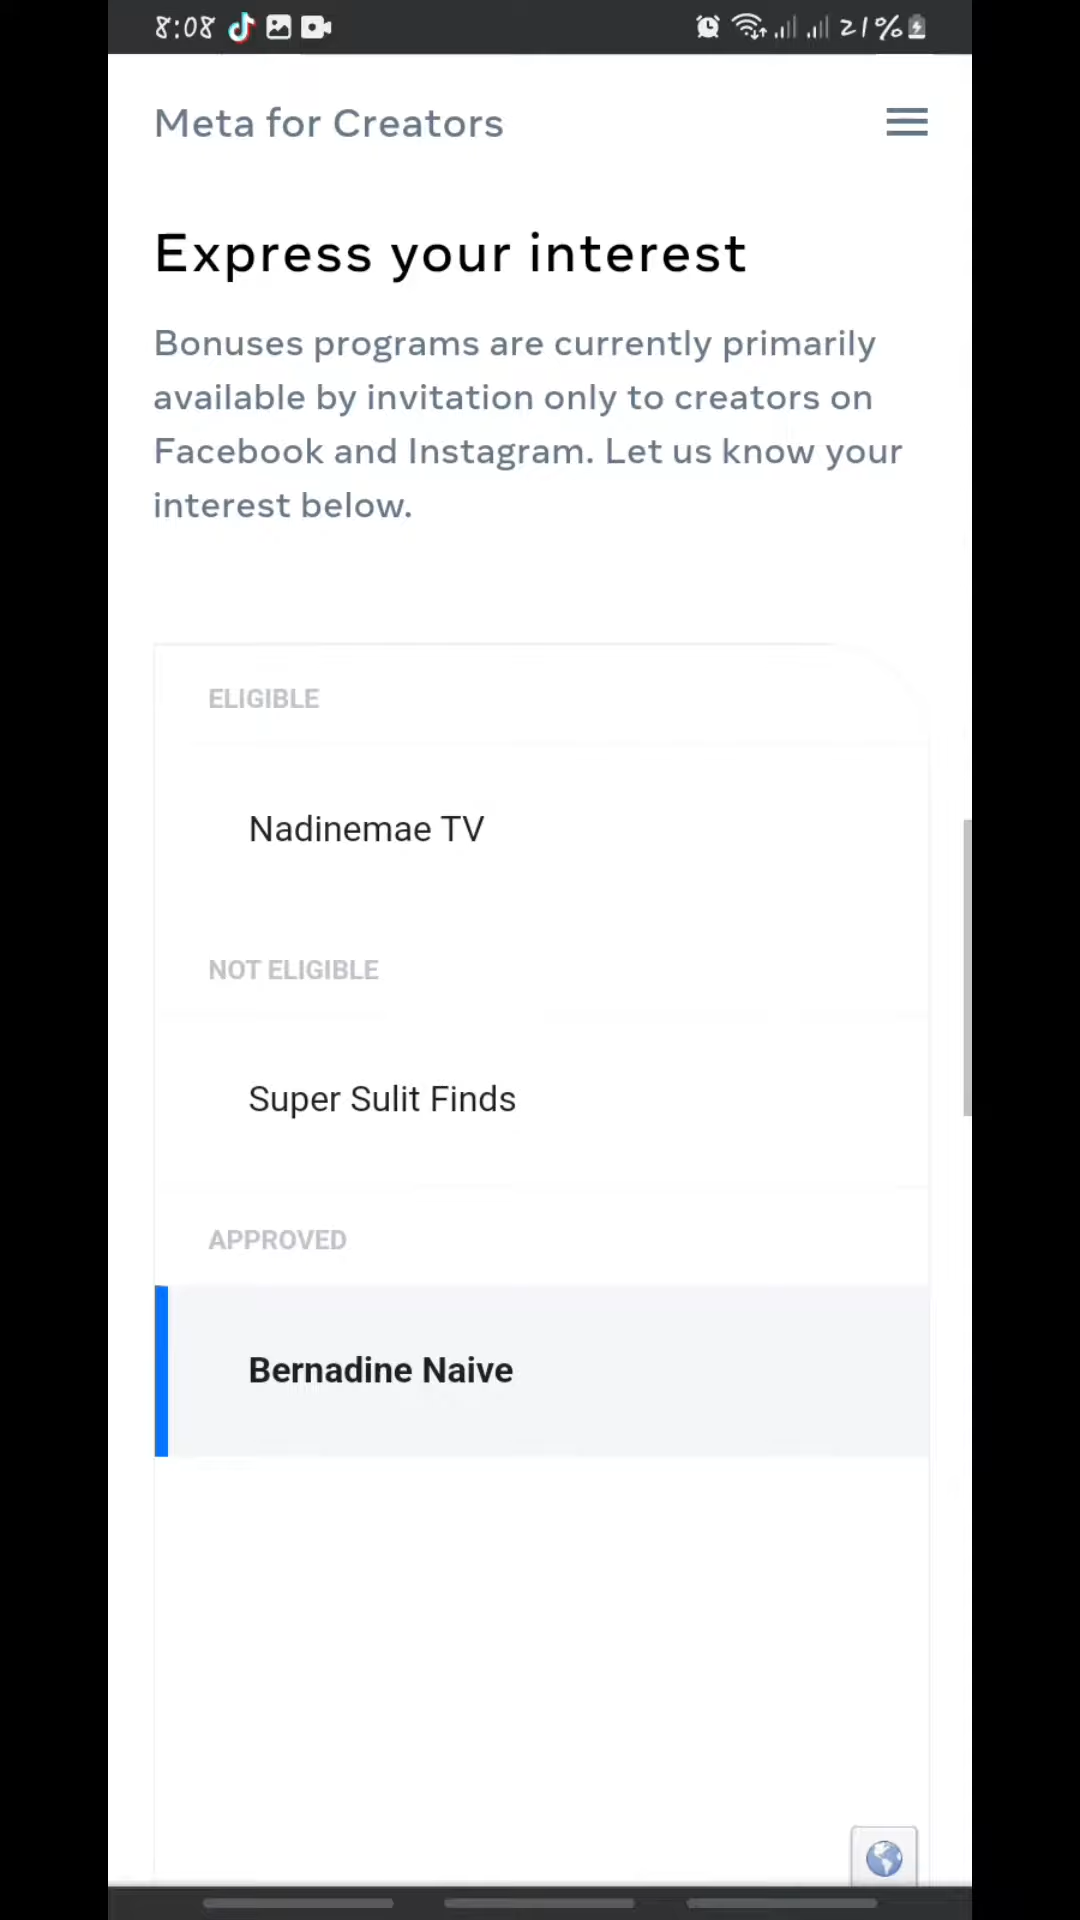 8:08
21%
Meta for Creators
Express your interest
Bonuses programs are currently primarily
available by invitation only to creators on
Facebook and Instagram. Let us know your
interest below.
ELIGIBLE
Nadinemae TV
NOT ELIGIBLE
Super Sulit Finds
APPROVED
Bernadine Naive